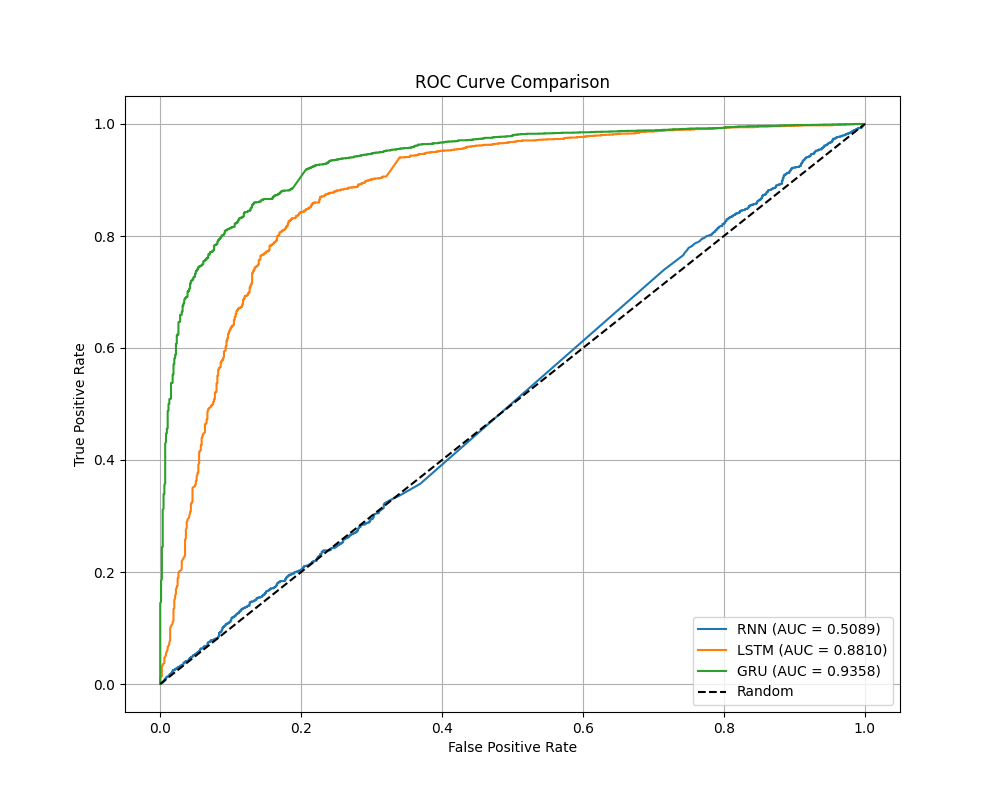 ROC Curve Comparison
True Positive Rate
1.0
0.8
0.6
0.4
0.2
0.0
0.0 0.2 0.4 0.6 0.8 1.0
False Positive Rate
RNN (AUC = 0.5089)
LSTM (AUC = 0.8810)
GRU (AUC = 0.9358)
Random